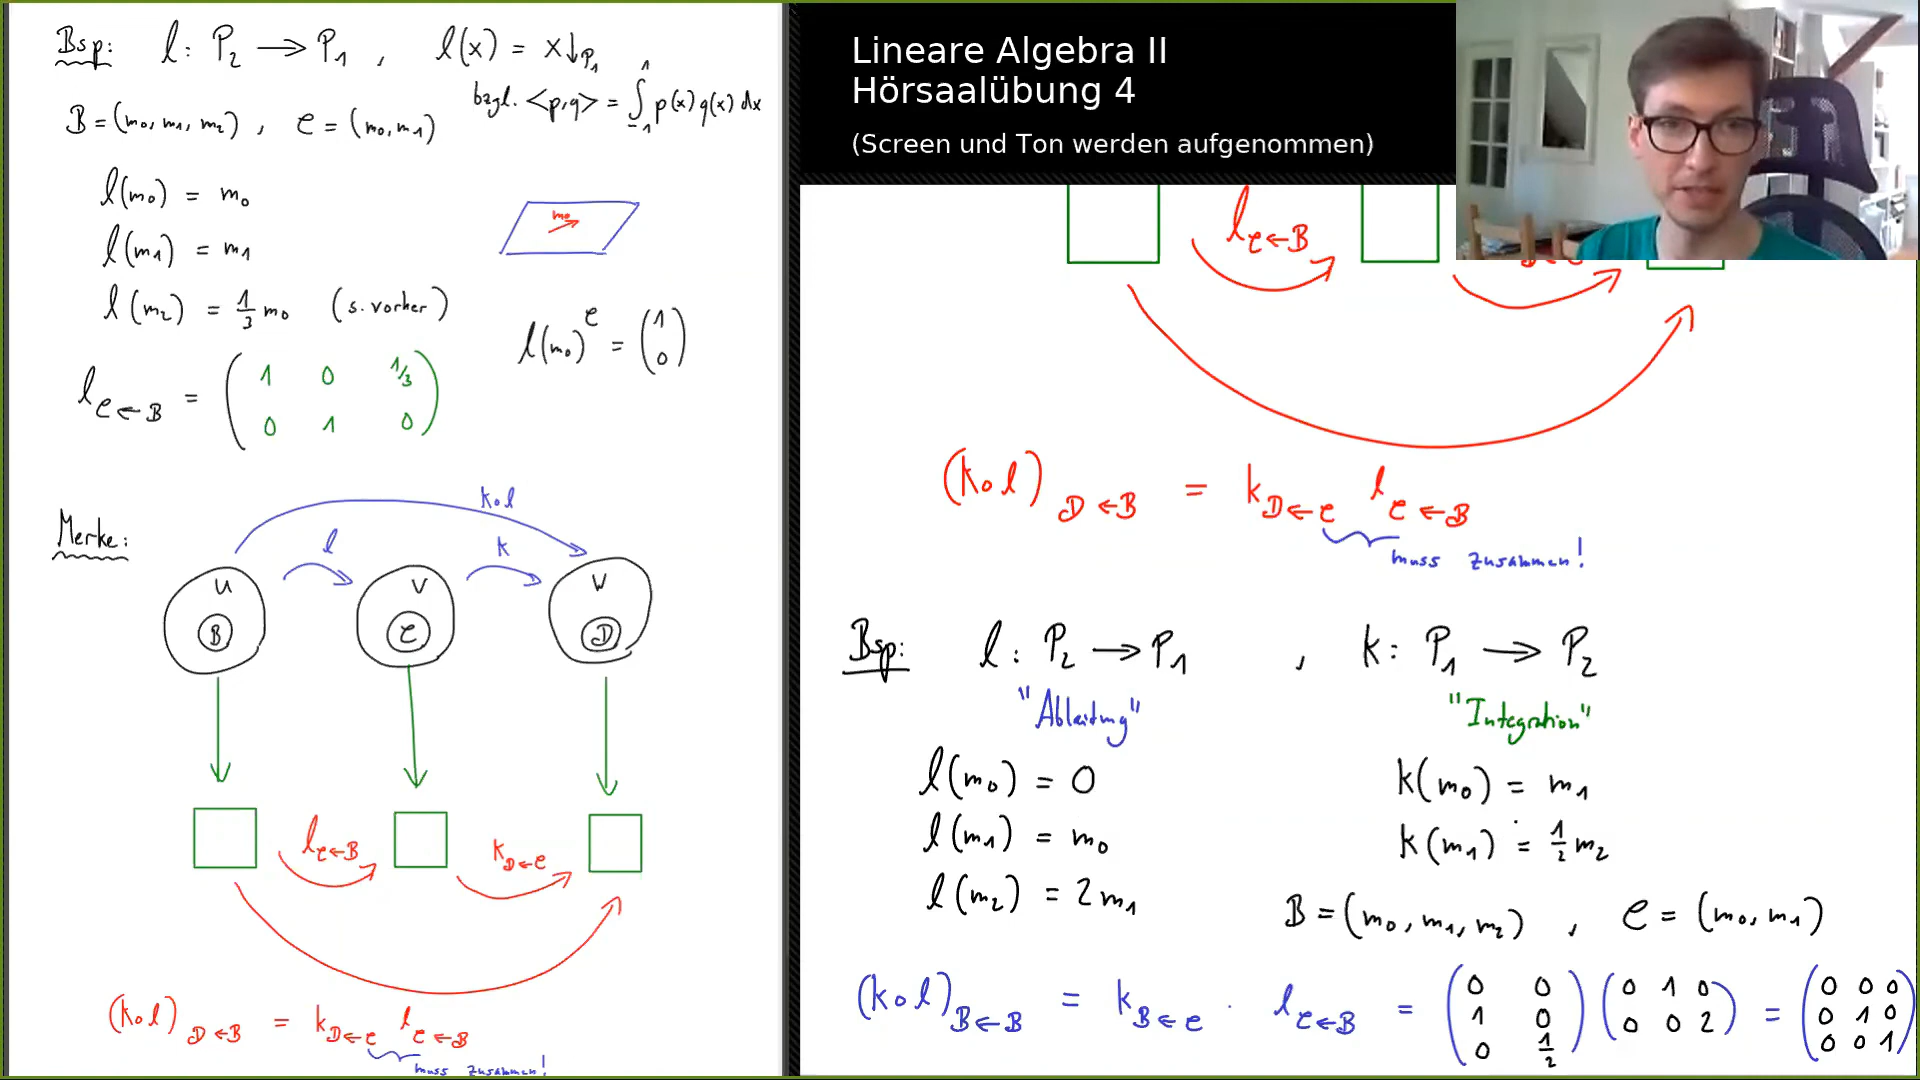 Bsp: l: P₂ → P₁ , l(x) = x↓P₁
bzgl. <p,q> = ∫₋₁¹ p(x) q(x) dx
B = (m₀, m₁, m₂) , C = (m₀, m₁)
l(m₀) = m₀
m₀
l(m₁) = m₁
l(m₂) = 1/3 m₀ (s. vorher)
l(m₀)^C = (1 0)
l C←B = (1 0 1/3
0 1 0)
Merke:
k∘l
l k
U V W
B C D
l C←B k D←C
(k∘l) D←B = k D←C l C←B
muss zusammen!
Lineare Algebra II
Hörsaalübung 4
(Screen und Ton werden aufgenommen)
l C←B
(k∘l) D←B = k D←C l C←B
muss zusammen!
Bsp: l: P₂ → P₁ , k: P₁ → P₂
"Ableitung" "Integration"
l(m₀) = 0 k(m₀) = m₁
l(m₁) = m₀ k(m₁) = 1/2 m₂
l(m₂) = 2m₁
B = (m₀, m₁, m₂) , C = (m₀, m₁)
(k∘l) B←B = k B←C · l C←B = (0 0
1 0
0 1/2) (0 1 0
0 0 2) = (0 0 0
0 1 0
0 0 1)